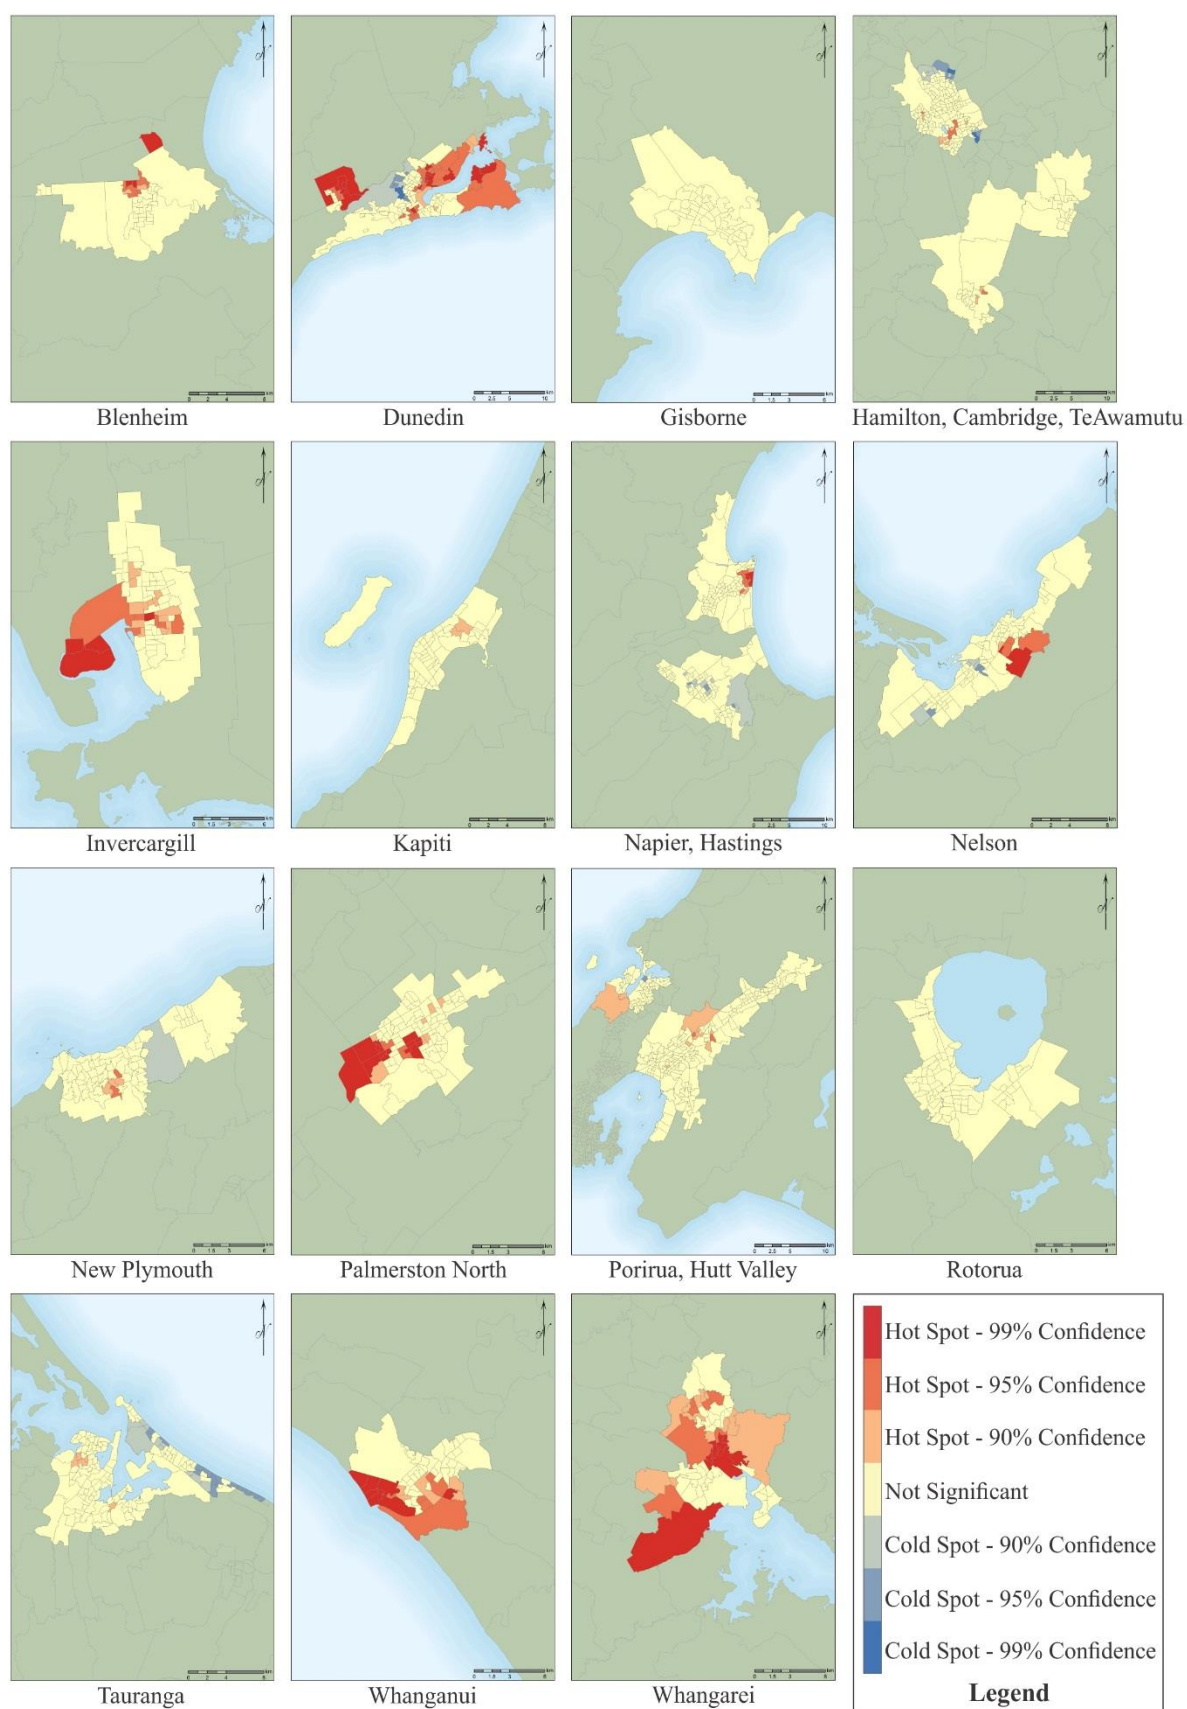 Blenheim
Dunedin
Gisborne
Hamilton, Cambridge, TeAwamutu
Invercargill
Kapiti
Napier, Hastings
Nelson
New Plymouth
Palmerston North
Porirua, Hutt Valley
Rotorua
Tauranga
Whanganui
Whangarei
Hot Spot - 99% Confidence
Hot Spot - 95% Confidence
Hot Spot - 90% Confidence
Not Significant
Cold Spot - 90% Confidence
Cold Spot - 95% Confidence
Cold Spot - 99% Confidence
Legend